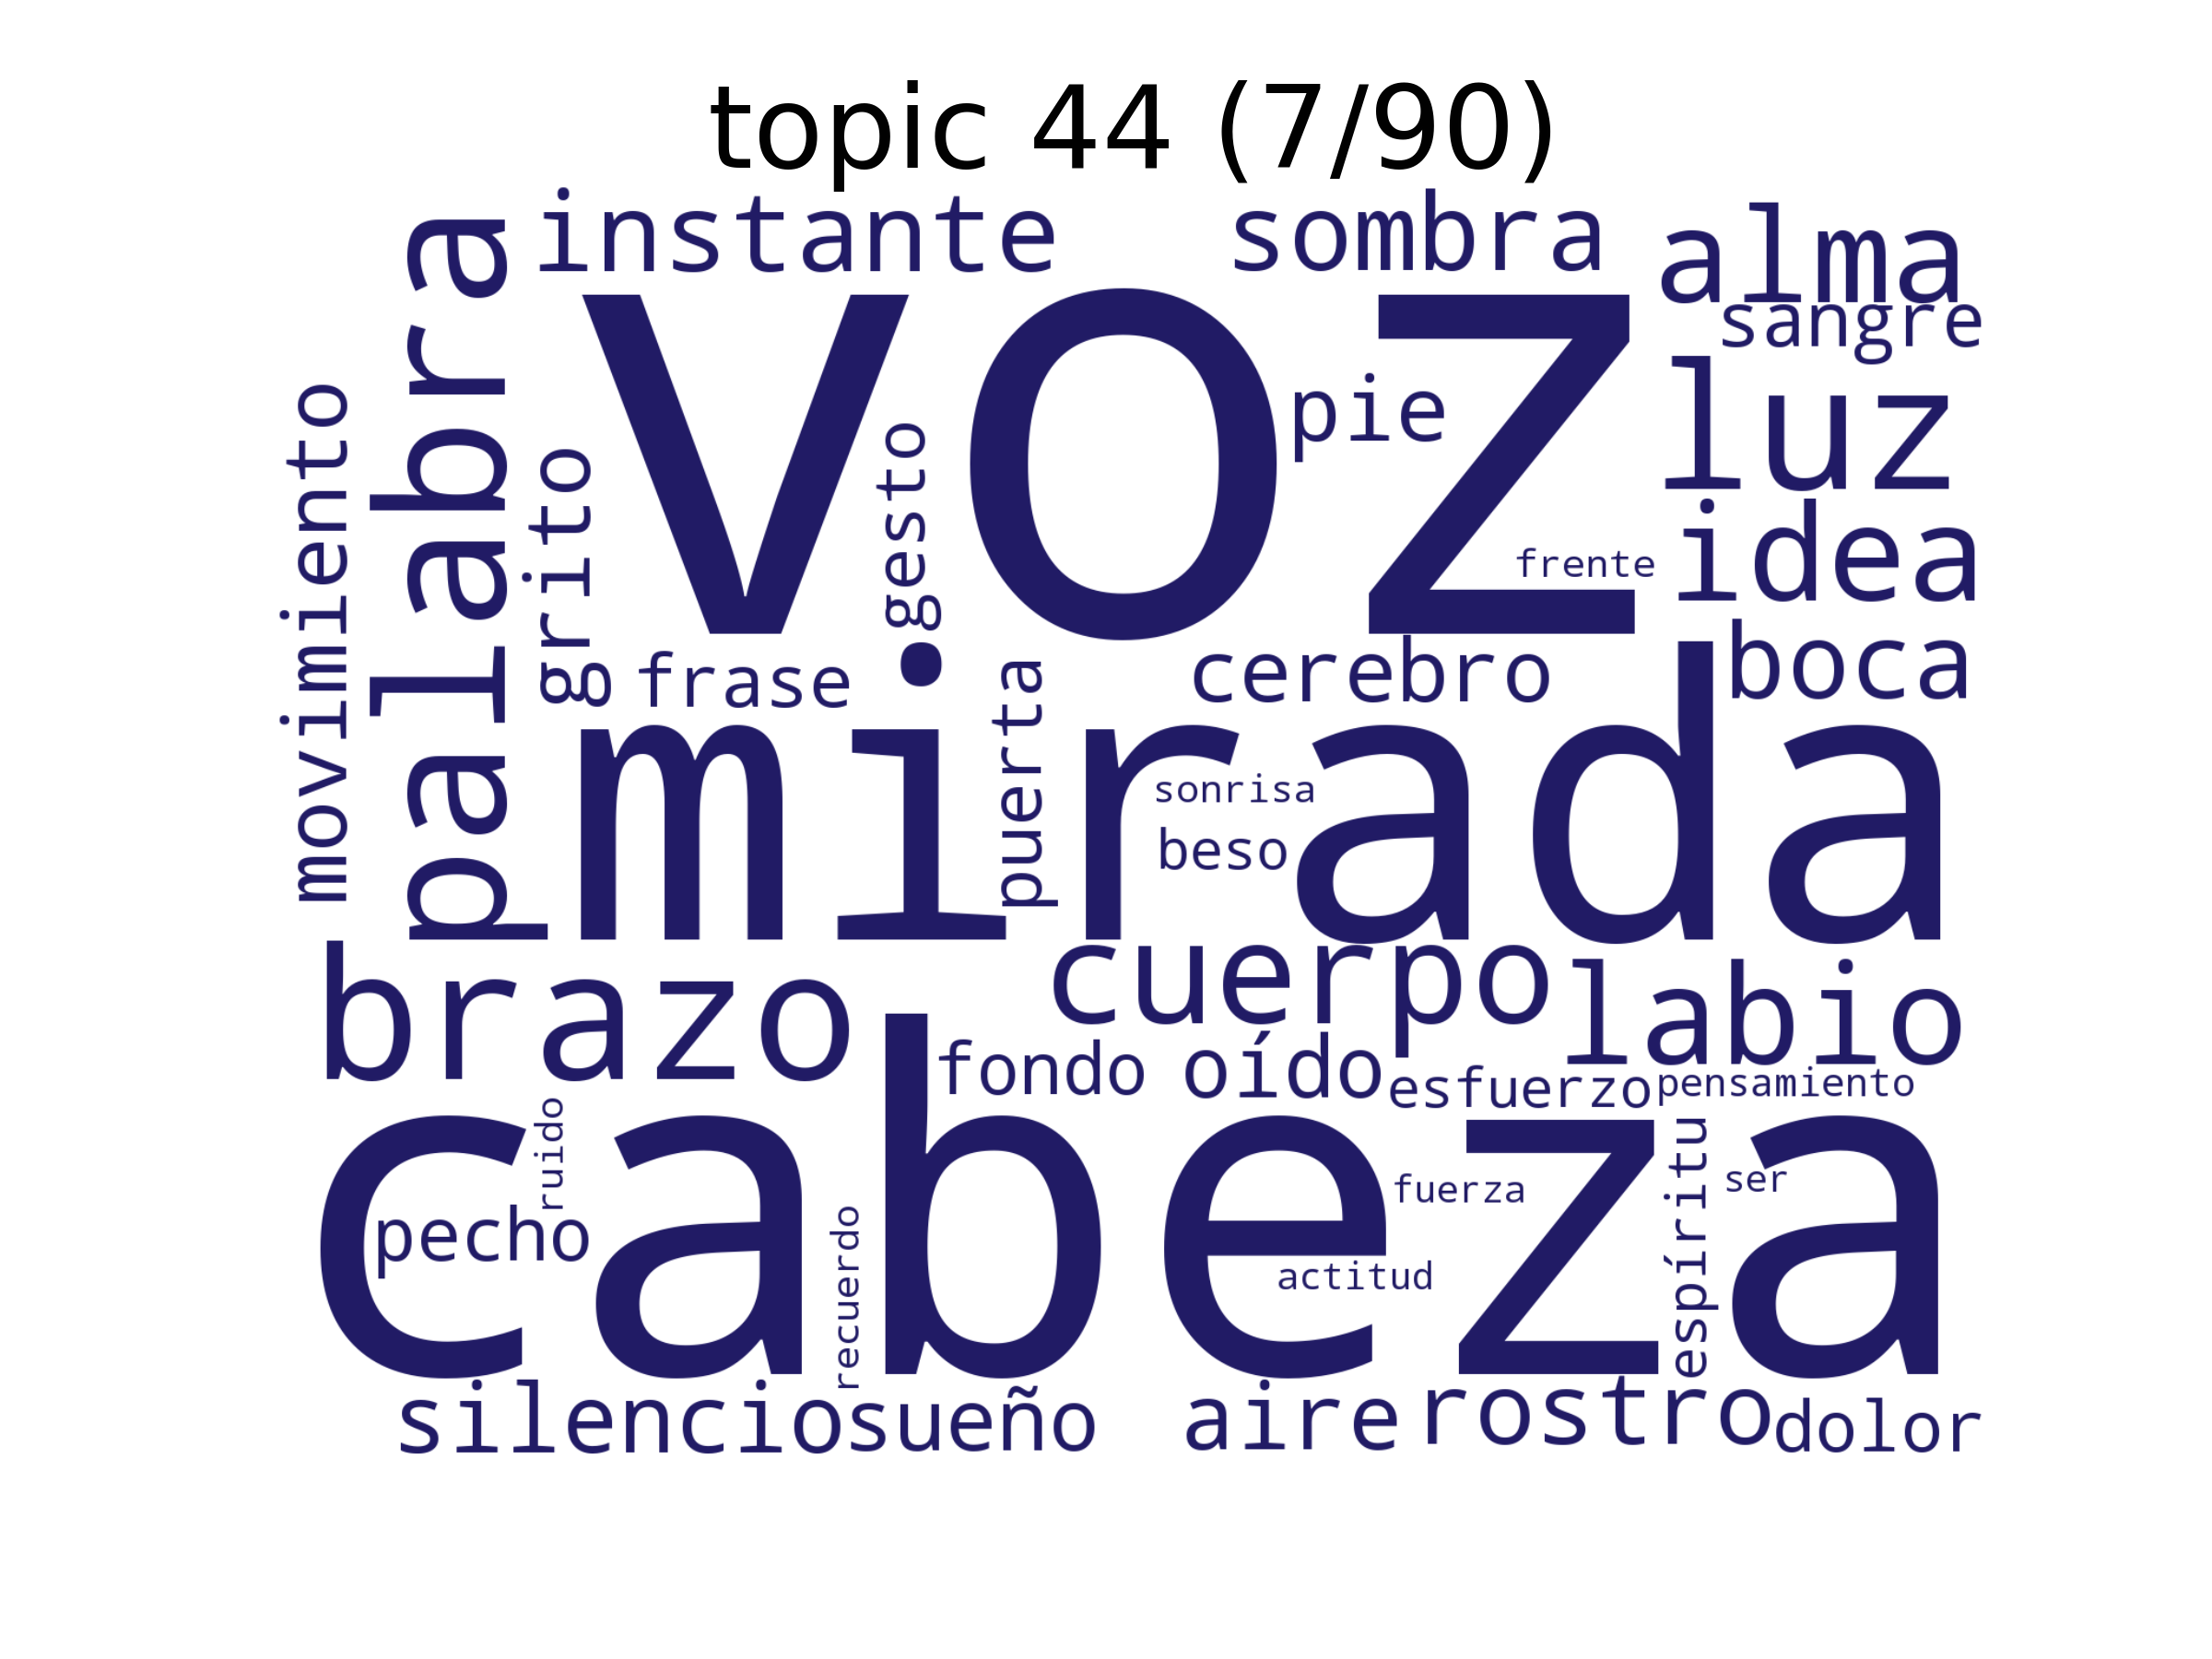 topic 44 (7/90)
instante
sombra
alma
sangre
palabra
voz
pie
luz
movimiento
grito
gesto
frente
idea
frase
cerebro
boca
mirada
puerta
sonrisa
beso
brazo
cuerpo
labio
fondo
oído
esfuerzo
pensamiento
cabeza
ruido
pecho
recuerdo
fuerza
actitud
espíritu
ser
silencio
sueño
aire
rostro
dolor